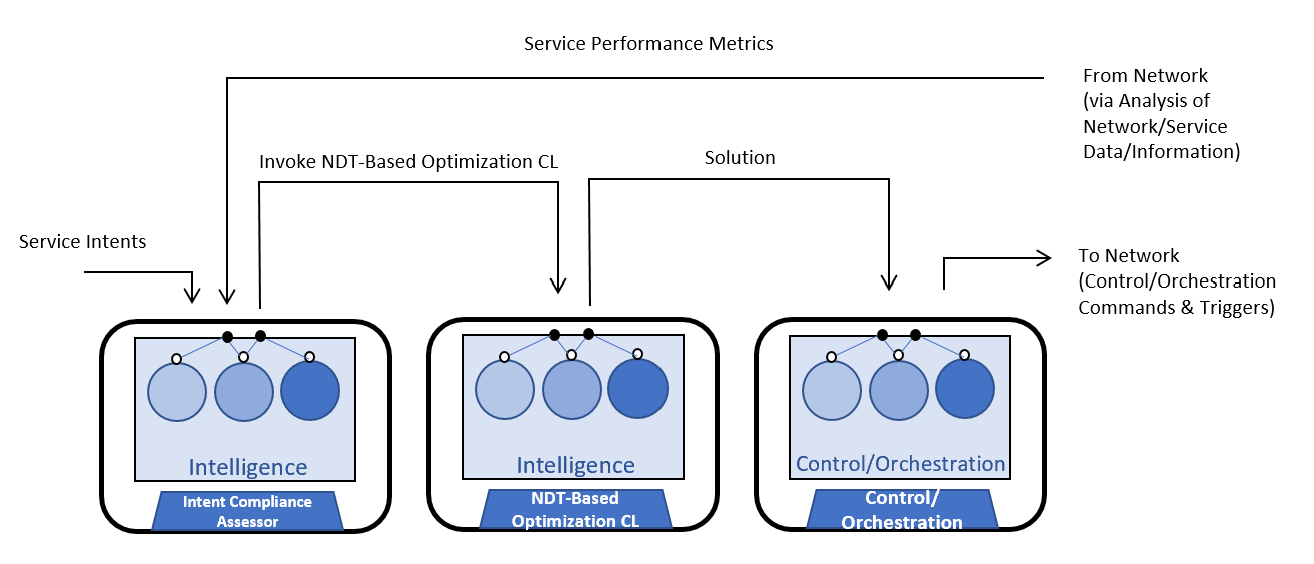 Service Performance Metrics
From Network
(via Analysis of
Network/Service
Data/Information)
Invoke NDT-Based Optimization CL
Solution
Service Intents
To Network
(Control/Orchestration
Commands & Triggers)
Intelligence
Intent Compliance
Assessor
Intelligence
NDT-Based
Optimization CL
Control/Orchestration
Control/
Orchestration